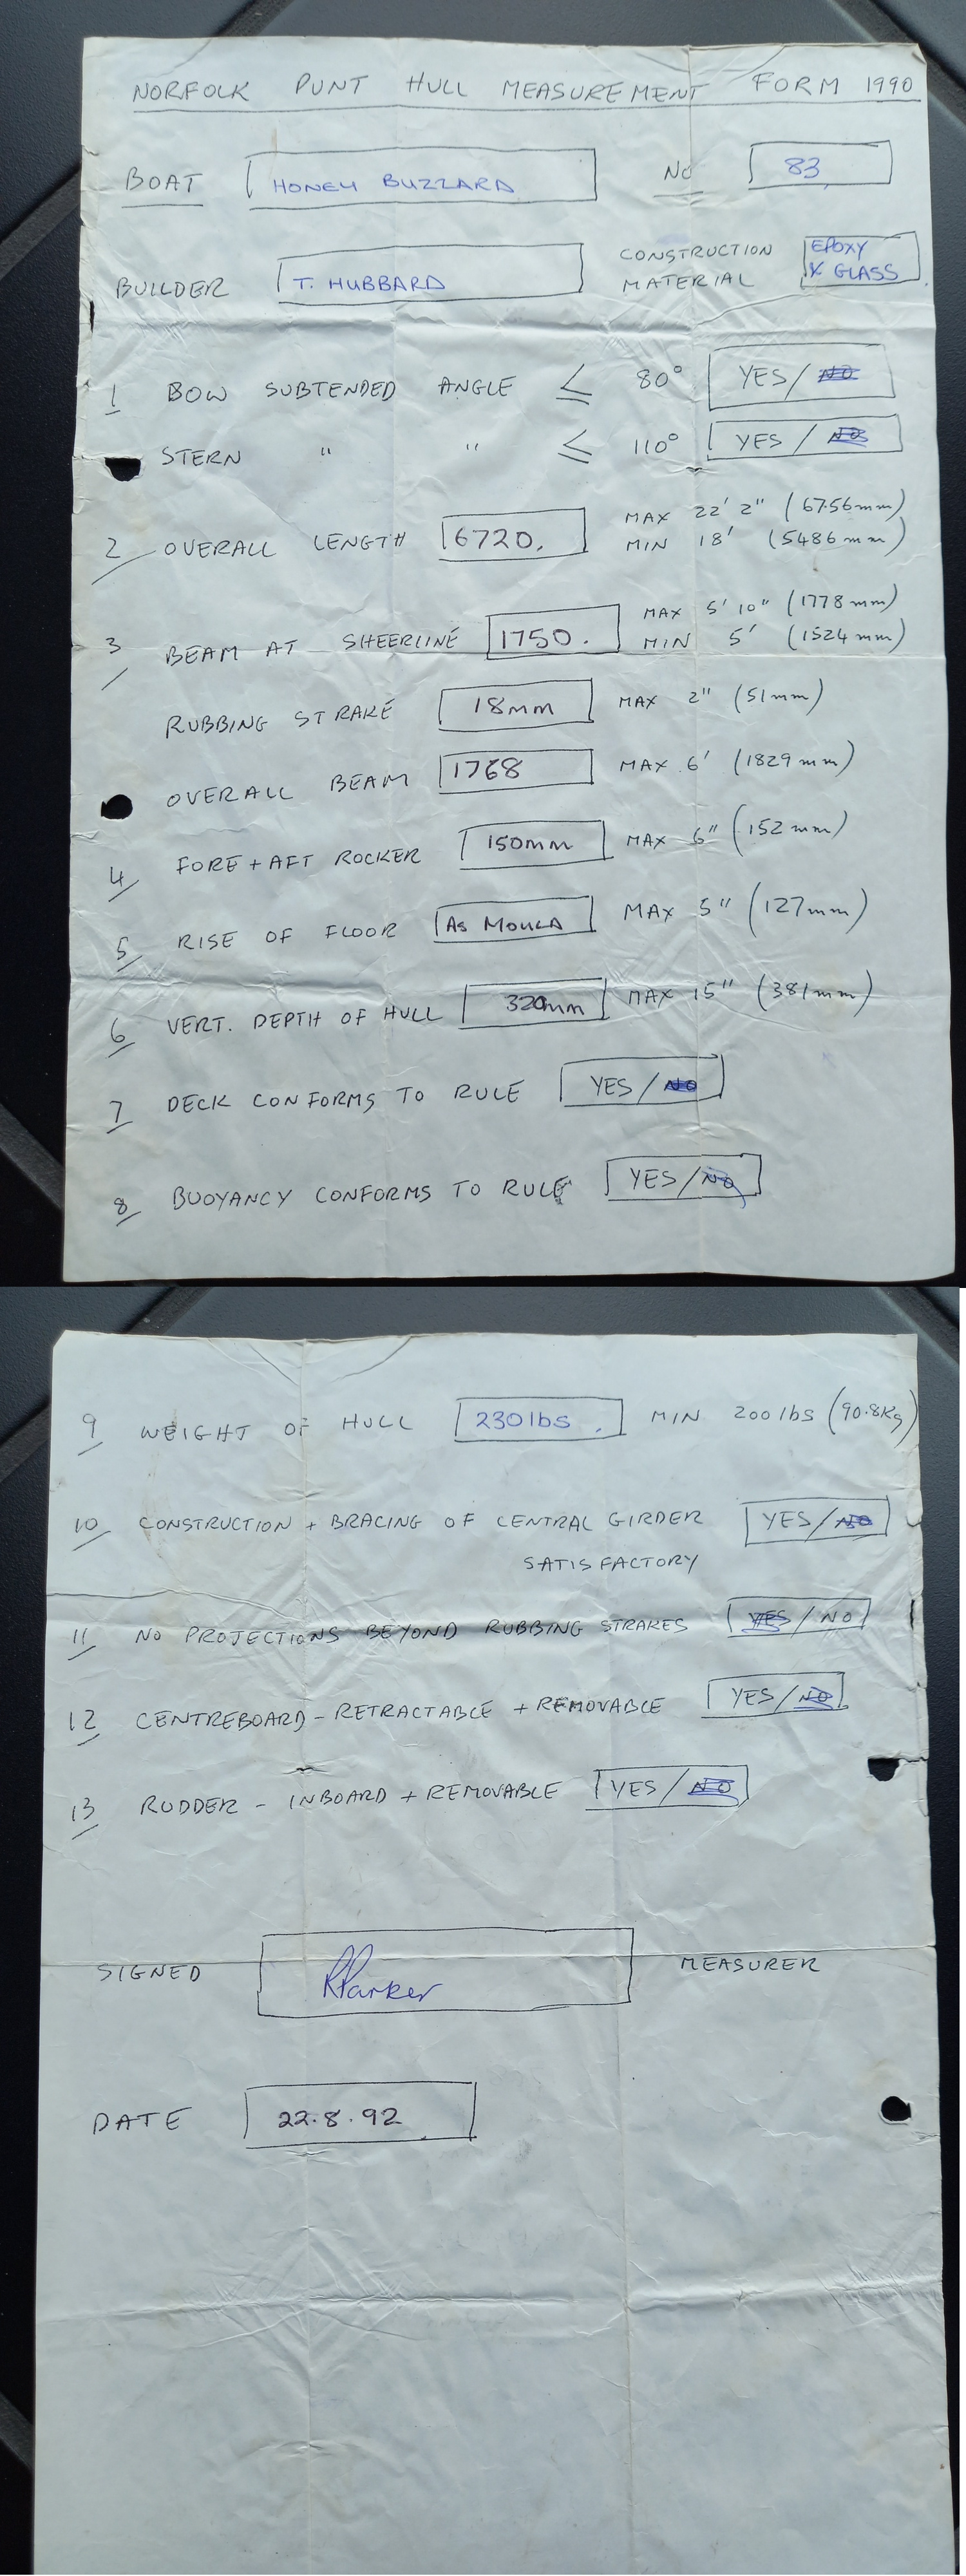 NORFOLK PUNT HULL MEASUREMENT FORM 1990
BOAT HONEY BUZZARD No 83
BUILDER T. HUBBARD CONSTRUCTION MATERIAL EPOXY K GLASS
1 BOW SUBTENDED ANGLE ≤ 80° YES/NO
STERN " " ≤ 110° YES / NO
2 OVERALL LENGTH 6720. MAX 22' 2" (6756mm)
MIN 18' (5486mm)
3 BEAM AT SHEERLINE 1750. MAX 5' 10" (1778mm)
MIN 5' (1524mm)
RUBBING STRAKE 18mm MAX 2" (51mm)
OVERALL BEAM 1768 MAX 6' (1829mm)
4 FORE + AFT ROCKER 150mm MAX 6" (152mm)
5 RISE OF FLOOR AS MOULD MAX 5" (127mm)
6 VERT. DEPTH OF HULL 320mm MAX 15" (381mm)
7 DECK CONFORMS TO RULE YES/NO
8 BUOYANCY CONFORMS TO RULE YES/NO
9 WEIGHT OF HULL 230lbs. MIN 200lbs (90.8Kg)
10 CONSTRUCTION + BRACING OF CENTRAL GIRDER YES/NO
SATISFACTORY
11 NO PROJECTIONS BEYOND RUBBING STRAKES YES / NO
12 CENTREBOARD - RETRACTABLE + REMOVABLE YES/NO
13 RUDDER - INBOARD + REMOVABLE YES/NO
SIGNED RParker MEASURER
DATE 22.8.92